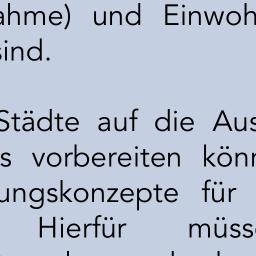 ahme) und Einwoh
sind.
Städte auf die Aus
s vorbereiten könn
ungskonzepte für
Hierfür müsse